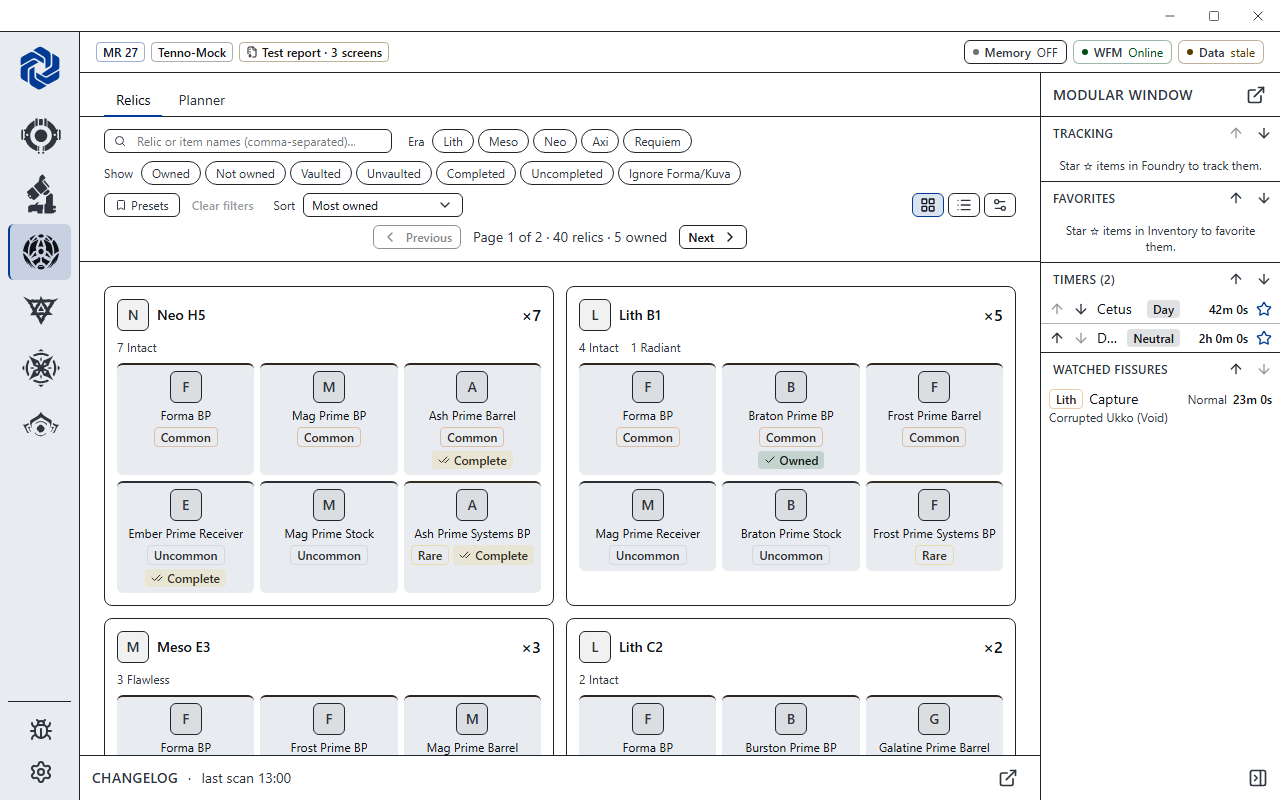 MR 27 Tenno-Mock Test report · 3 screens Memory OFF WFM Online Data stale
Relics Planner
Relic or item names (comma-separated)... Era Lith Meso Neo Axi Requiem
Show Owned Not owned Vaulted Unvaulted Completed Uncompleted Ignore Forma/Kuva
Presets Clear filters Sort Most owned
Previous Page 1 of 2 · 40 relics · 5 owned Next
N Neo H5 ×7
7 Intact
F M A
Forma BP Mag Prime BP Ash Prime Barrel
Common Common Common
Complete
E M A
Ember Prime Receiver Mag Prime Stock Ash Prime Systems BP
Uncommon Uncommon Rare Complete
Complete
L Lith B1 ×5
4 Intact 1 Radiant
F B F
Forma BP Braton Prime BP Frost Prime Barrel
Common Common Common
Owned
M B F
Mag Prime Receiver Braton Prime Stock Frost Prime Systems BP
Uncommon Uncommon Rare
M Meso E3 ×3
3 Flawless
F F M
Forma BP Frost Prime BP Mag Prime Barrel
L Lith C2 ×2
2 Intact
F B G
Forma BP Burston Prime BP Galatine Prime Barrel
CHANGELOG · last scan 13:00
MODULAR WINDOW
TRACKING
Star ☆ items in Foundry to track them.
FAVORITES
Star ☆ items in Inventory to favorite
them.
TIMERS (2)
Cetus Day 42m 0s
D... Neutral 2h 0m 0s
WATCHED FISSURES
Lith Capture Normal 23m 0s
Corrupted Ukko (Void)